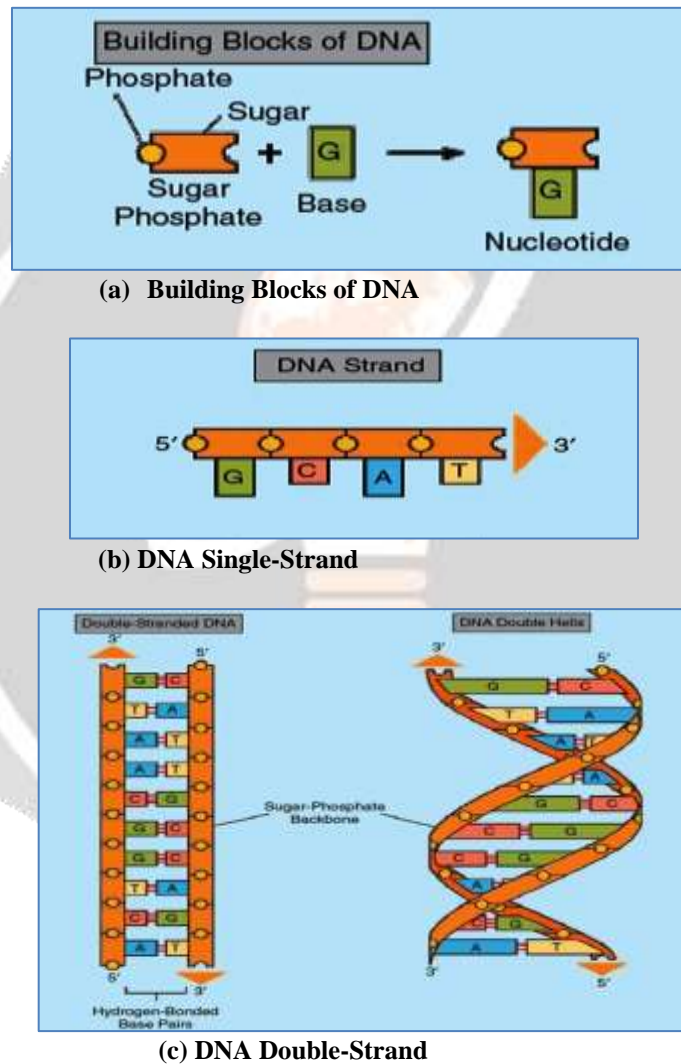 Building Blocks of DNA
Phosphate
Sugar
+
G
Sugar
Phosphate
Base
G
Nucleotide
(a) Building Blocks of DNA
DNA Strand
5′
3′
G
C
A
T
(b) DNA Single-Strand
Double-Stranded DNA
3′
5′
G C
T A
A T
A T
C G
G C
G C
T A
C G
A T
5′
3′
Hydrogen-Bonded
Base Pairs
Sugar-Phosphate
Backbone
DNA Double Helis
3′
5′
G C
T A
A T
A
G C
C G
C G
A
C G
A T
3′
5′
(c) DNA Double-Strand